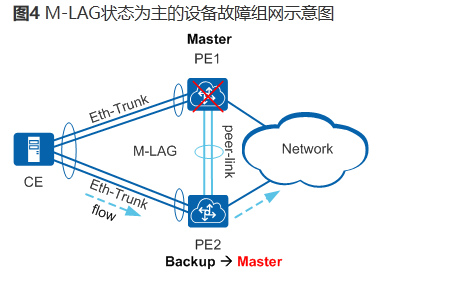 图4 M-LAG状态为主的设备故障组网示意图
Master
PE1
Eth-Trunk
M-LAG
peer-link
Network
CE
Eth-Trunk
flow
PE2
Backup → Master